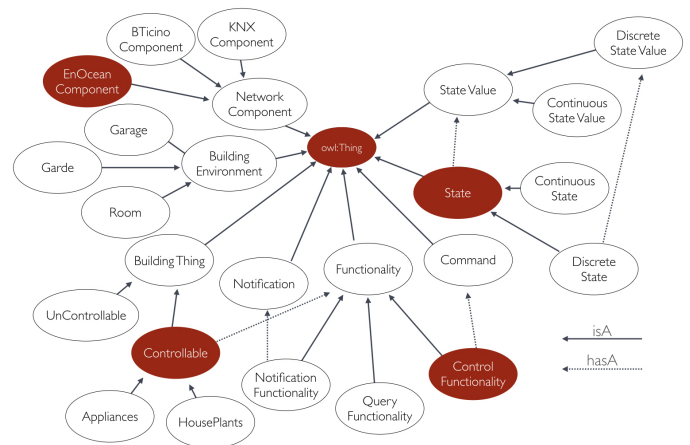 KNX
Component
BTicino
Component
Discrete
State Value
EnOcean
Component
Network
Component
State Value
Continuous
State Value
Garage
owl:Thing
Building
Environment
Garde
State
Continuous
State
Room
Building Thing
Notification
Functionality
Command
Discrete
State
UnControllable
isA
Controllable
hasA
Notification
Functionality
Control
Functionality
Query
Functionality
Appliances
HousePlants